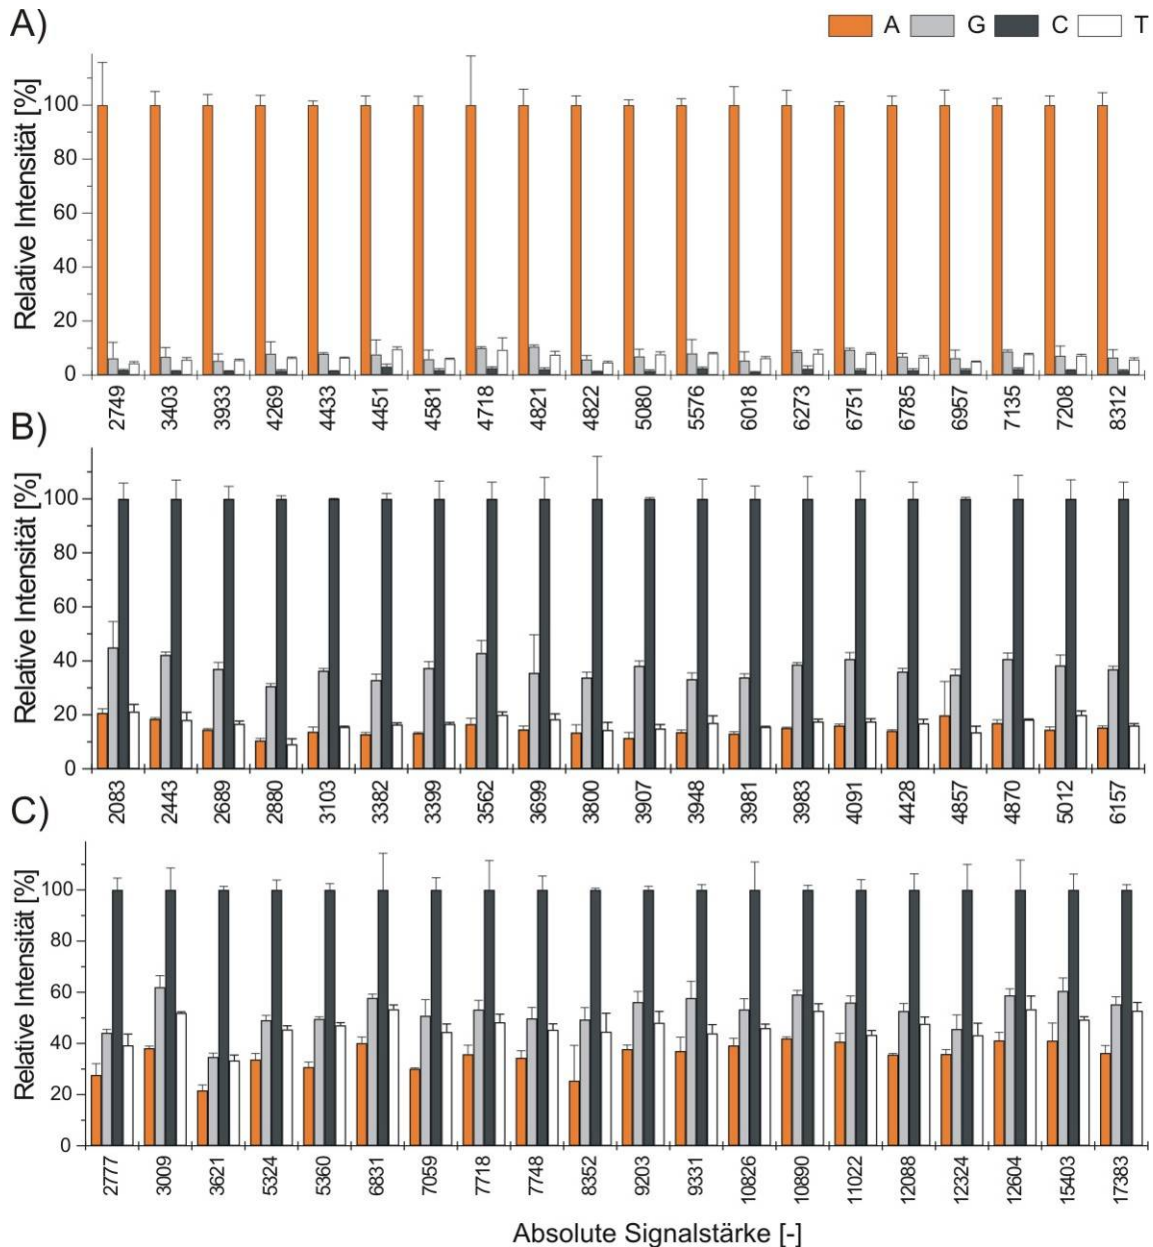 A)
A G C T
Relative Intensität [%]
100
80
60
40
20
0
2749 3403 3933 4269 4433 4451 4581 4718 4821 4822 5080 5576 6018 6273 6751 6785 6957 7135 7208 8312
B)
Relative Intensität [%]
100
80
60
40
20
0
2083 2443 2689 2880 3103 3382 3399 3562 3699 3800 3907 3948 3981 3983 4091 4428 4857 4870 5012 6157
C)
Relative Intensität [%]
100
80
60
40
20
0
2777 3009 3621 5324 5360 6831 7059 7718 7748 8352 9203 9331 10826 10890 11022 12088 12324 12604 15403 17383
Absolute Signalstärke [-]